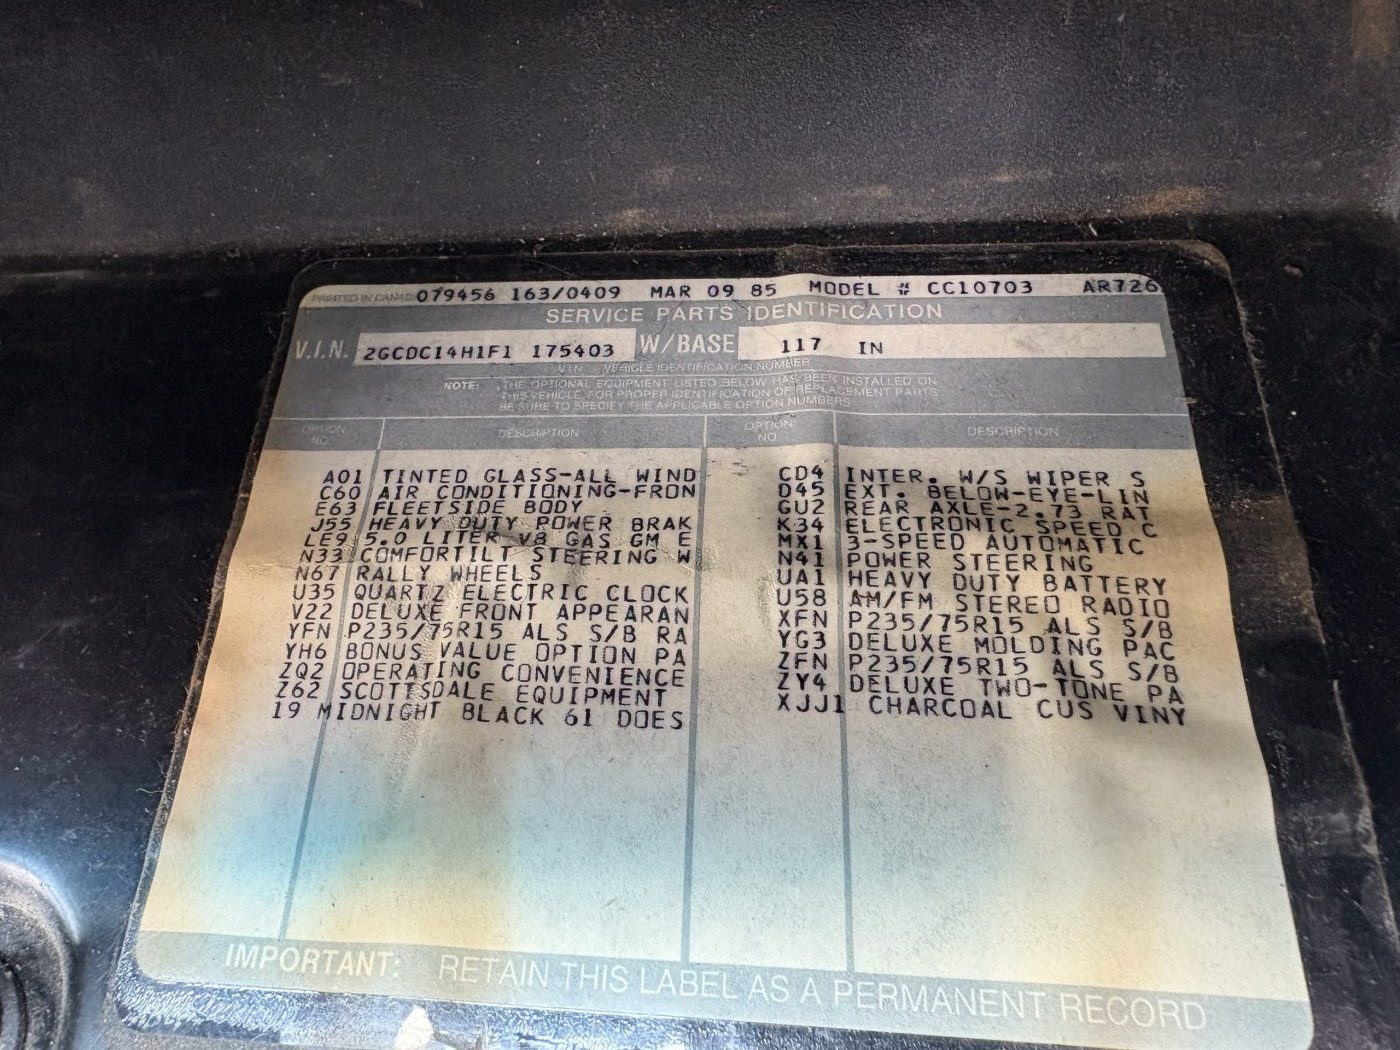 PRINTED IN CANADA 079456 163/0409 MAR 09 85 MODEL # CC10703 AR726
SERVICE PARTS IDENTIFICATION
V.I.N. 2GCDC14H1F1 175403 W/BASE 117 IN
V.I.N. VEHICLE IDENTIFICATION NUMBER
NOTE: THE OPTIONAL EQUIPMENT LISTED BELOW HAS BEEN INSTALLED ON
THIS VEHICLE. FOR PROPER IDENTIFICATION OF REPLACEMENT PARTS
BE SURE TO SPECIFY THE APPLICABLE OPTION NUMBERS.
OPTION NO. DESCRIPTION OPTION NO. DESCRIPTION
A01 TINTED GLASS-ALL WIND CD4 INTER. W/S WIPER S
C60 AIR CONDITIONING-FRON D45 EXT. BELOW-EYE-LIN
E63 FLEETSIDE BODY GU2 REAR AXLE-2.73 RAT
J55 HEAVY DUTY POWER BRAK K34 ELECTRONIC SPEED C
LE9 5.0 LITER V8 GAS GM E MX1 3-SPEED AUTOMATIC
N33 COMFORTILT STEERING W N41 POWER STEERING
N67 RALLY WHEELS UA1 HEAVY DUTY BATTERY
U35 QUARTZ ELECTRIC CLOCK U58 AM/FM STEREO RADIO
V22 DELUXE FRONT APPEARAN XFN P235/75R15 ALS S/B
YFN P235/75R15 ALS S/B RA YG3 DELUXE MOLDING PAC
YH6 BONUS VALUE OPTION PA ZFN P235/75R15 ALS S/B
ZQ2 OPERATING CONVENIENCE ZY4 DELUXE TWO-TONE PA
Z62 SCOTTSDALE EQUIPMENT XJJ1 CHARCOAL CUS VINY
19 MIDNIGHT BLACK 61 DOES
IMPORTANT: RETAIN THIS LABEL AS A PERMANENT RECORD